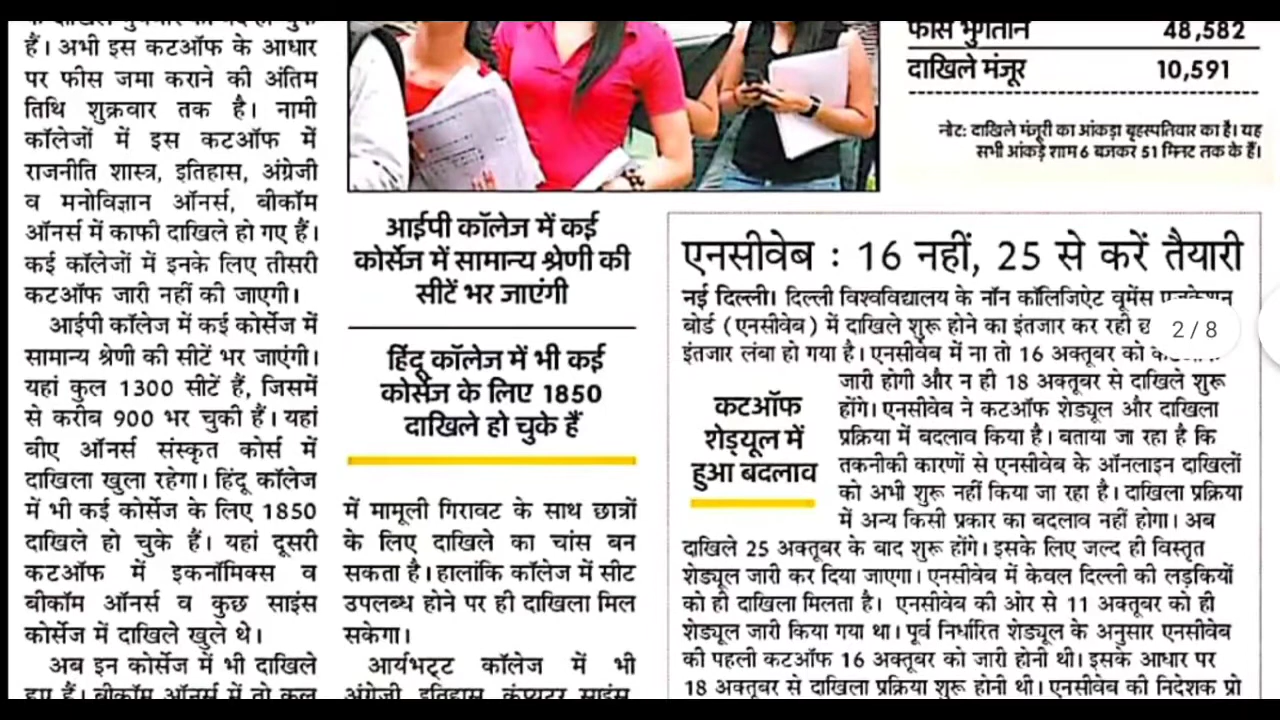 हैं। अभी इस कटऑफ के आधार
पर फीस जमा कराने की अंतिम
तिथि शुक्रवार तक है। नामी
कॉलेजों में इस कटऑफ में
राजनीति शास्त्र, इतिहास, अंग्रेजी
व मनोविज्ञान ऑनर्स, बीकॉम
ऑनर्स में काफी दाखिले हो गए हैं।
कई कॉलेजों में इनके लिए तीसरी
कटऑफ जारी नहीं की जाएगी।
आईपी कॉलेज में कई कोर्सेज में
सामान्य श्रेणी की सीटें भर जाएंगी।
यहां कुल 1300 सीटें हैं, जिसमें
से करीब 900 भर चुकी हैं। यहां
बीए ऑनर्स संस्कृत कोर्स में
दाखिला खुला रहेगा। हिंदू कॉलेज
में भी कई कोर्सेज के लिए 1850
दाखिले हो चुके हैं। यहां दूसरी
कटऑफ में इकनॉमिक्स व
बीकॉम ऑनर्स व कुछ साइंस
कोर्सेज में दाखिले खुले थे।
अब इन कोर्सेज में भी दाखिले
हुए हैं। बीकॉम ऑनर्स में तो कुल
आईपी कॉलेज में कई
कोर्सेज में सामान्य श्रेणी की
सीटें भर जाएंगी
हिंदू कॉलेज में भी कई
कोर्सेज के लिए 1850
दाखिले हो चुके हैं
में मामूली गिरावट के साथ छात्रों
के लिए दाखिले का चांस बन
सकता है। हालांकि कॉलेज में सीट
उपलब्ध होने पर ही दाखिला मिल
सकेगा।
आर्यभट्ट कॉलेज में भी
अंग्रेजी, इतिहास, कंप्यूटर साइंस,
फीस भुगतान 48,582
दाखिले मंजूर 10,591
नोट: दाखिले मंजूरी का आंकड़ा बृहस्पतिवार का है। यह
सभी आंकड़े शाम 6 बजकर 51 मिनट तक के हैं।
एनसीवेब : 16 नहीं, 25 से करें तैयारी
नई दिल्ली। दिल्ली विश्वविद्यालय के नॉन कॉलिजिऐट वूमेंस एजुकेशन
बोर्ड (एनसीवेब) में दाखिले शुरू होने का इंतजार कर रही
2 / 8
इंतजार लंबा हो गया है। एनसीवेब में ना तो 16 अक्तूबर को कटऑफ
जारी होगी और न ही 18 अक्तूबर से दाखिले शुरू
होंगे। एनसीवेब ने कटऑफ शेड्यूल और दाखिला
प्रक्रिया में बदलाव किया है। बताया जा रहा है कि
तकनीकी कारणों से एनसीवेब के ऑनलाइन दाखिलों
को अभी शुरू नहीं किया जा रहा है। दाखिला प्रक्रिया
में अन्य किसी प्रकार का बदलाव नहीं होगा। अब
कटऑफ
शेड्यूल में
हुआ बदलाव
दाखिले 25 अक्तूबर के बाद शुरू होंगे। इसके लिए जल्द ही विस्तृत
शेड्यूल जारी कर दिया जाएगा। एनसीवेब में केवल दिल्ली की लड़कियों
को ही दाखिला मिलता है। एनसीवेब की ओर से 11 अक्तूबर को ही
शेड्यूल जारी किया गया था। पूर्व निर्धारित शेड्यूल के अनुसार एनसीवेब
की पहली कटऑफ 16 अक्तूबर को जारी होनी थी। इसके आधार पर
18 अक्तूबर से दाखिला प्रक्रिया शुरू होनी थी। एनसीवेब की निदेशक प्रो